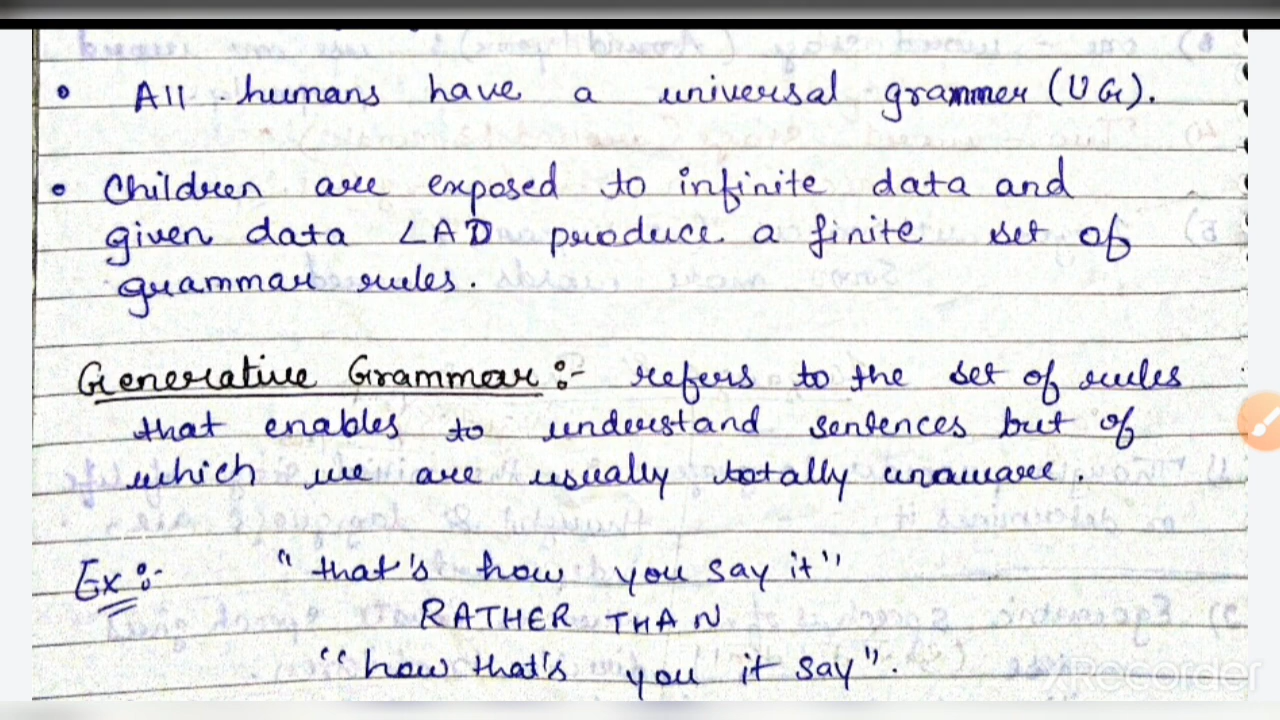 • All humans have a universal grammer (UG).
• Children are exposed to infinite data and
given data LAD produce a finite set of
grammar rules.
Generative Grammar :- refers to the set of rules
that enables to understand sentences but of
which we are usually totally unaware.
Ex :- "that's how you say it"
RATHER THAN
"how that's you it say".
Recorder